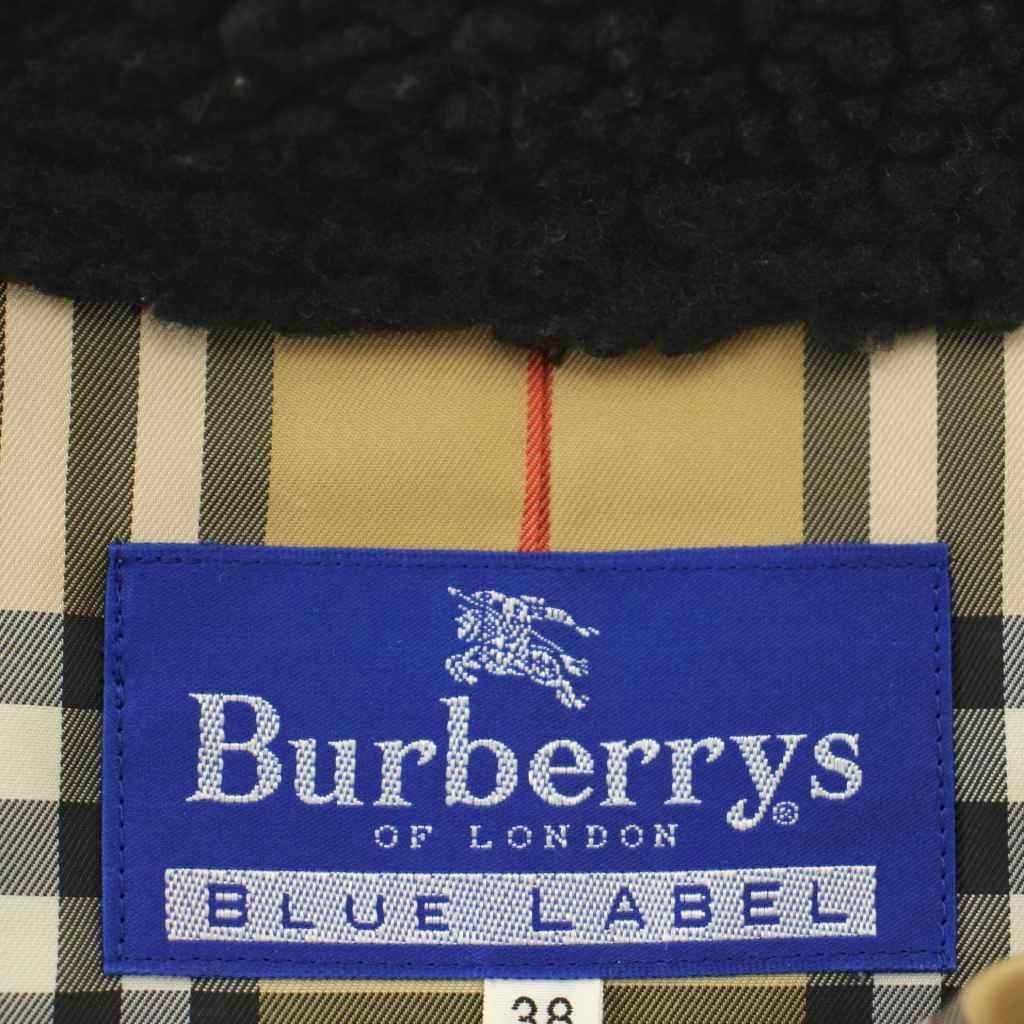 Burberrys®
OF LONDON
BLUE LABEL
38